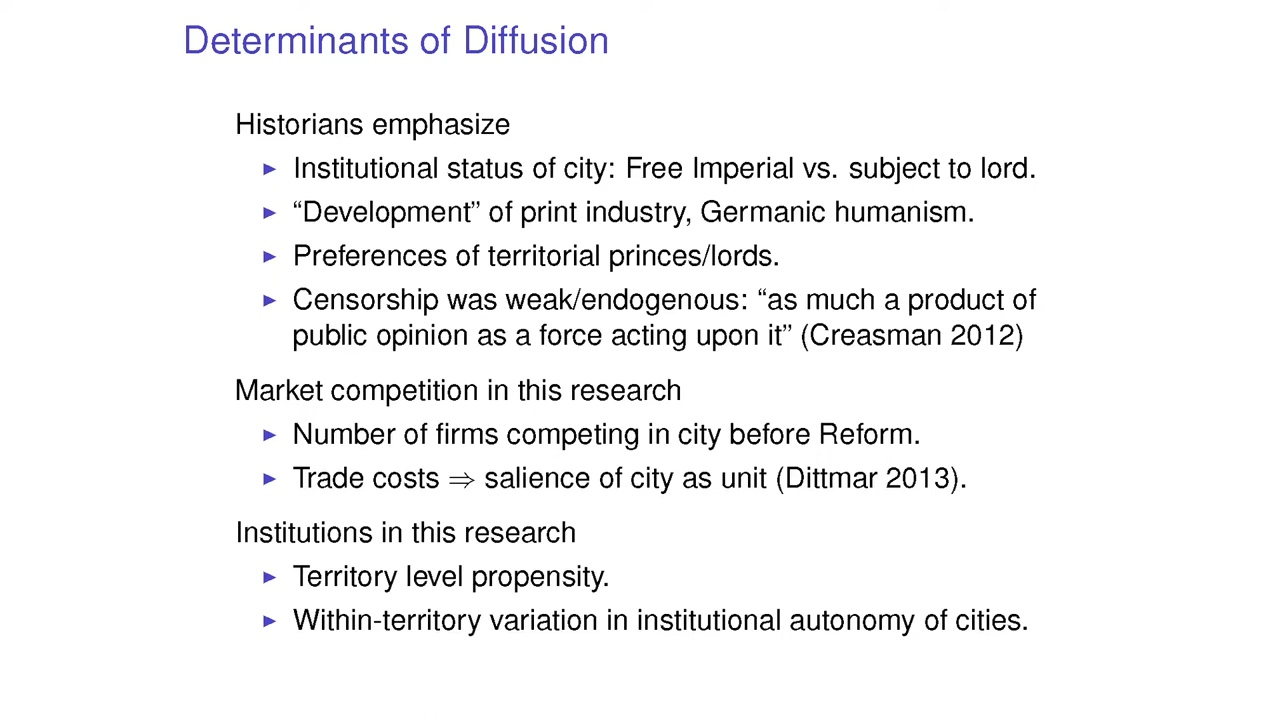 Determinants of Diffusion
Historians emphasize
▶ Institutional status of city: Free Imperial vs. subject to lord.
▶ “Development” of print industry, Germanic humanism.
▶ Preferences of territorial princes/lords.
▶ Censorship was weak/endogenous: “as much a product of
public opinion as a force acting upon it” (Creasman 2012)
Market competition in this research
▶ Number of firms competing in city before Reform.
▶ Trade costs ⇒ salience of city as unit (Dittmar 2013).
Institutions in this research
▶ Territory level propensity.
▶ Within-territory variation in institutional autonomy of cities.